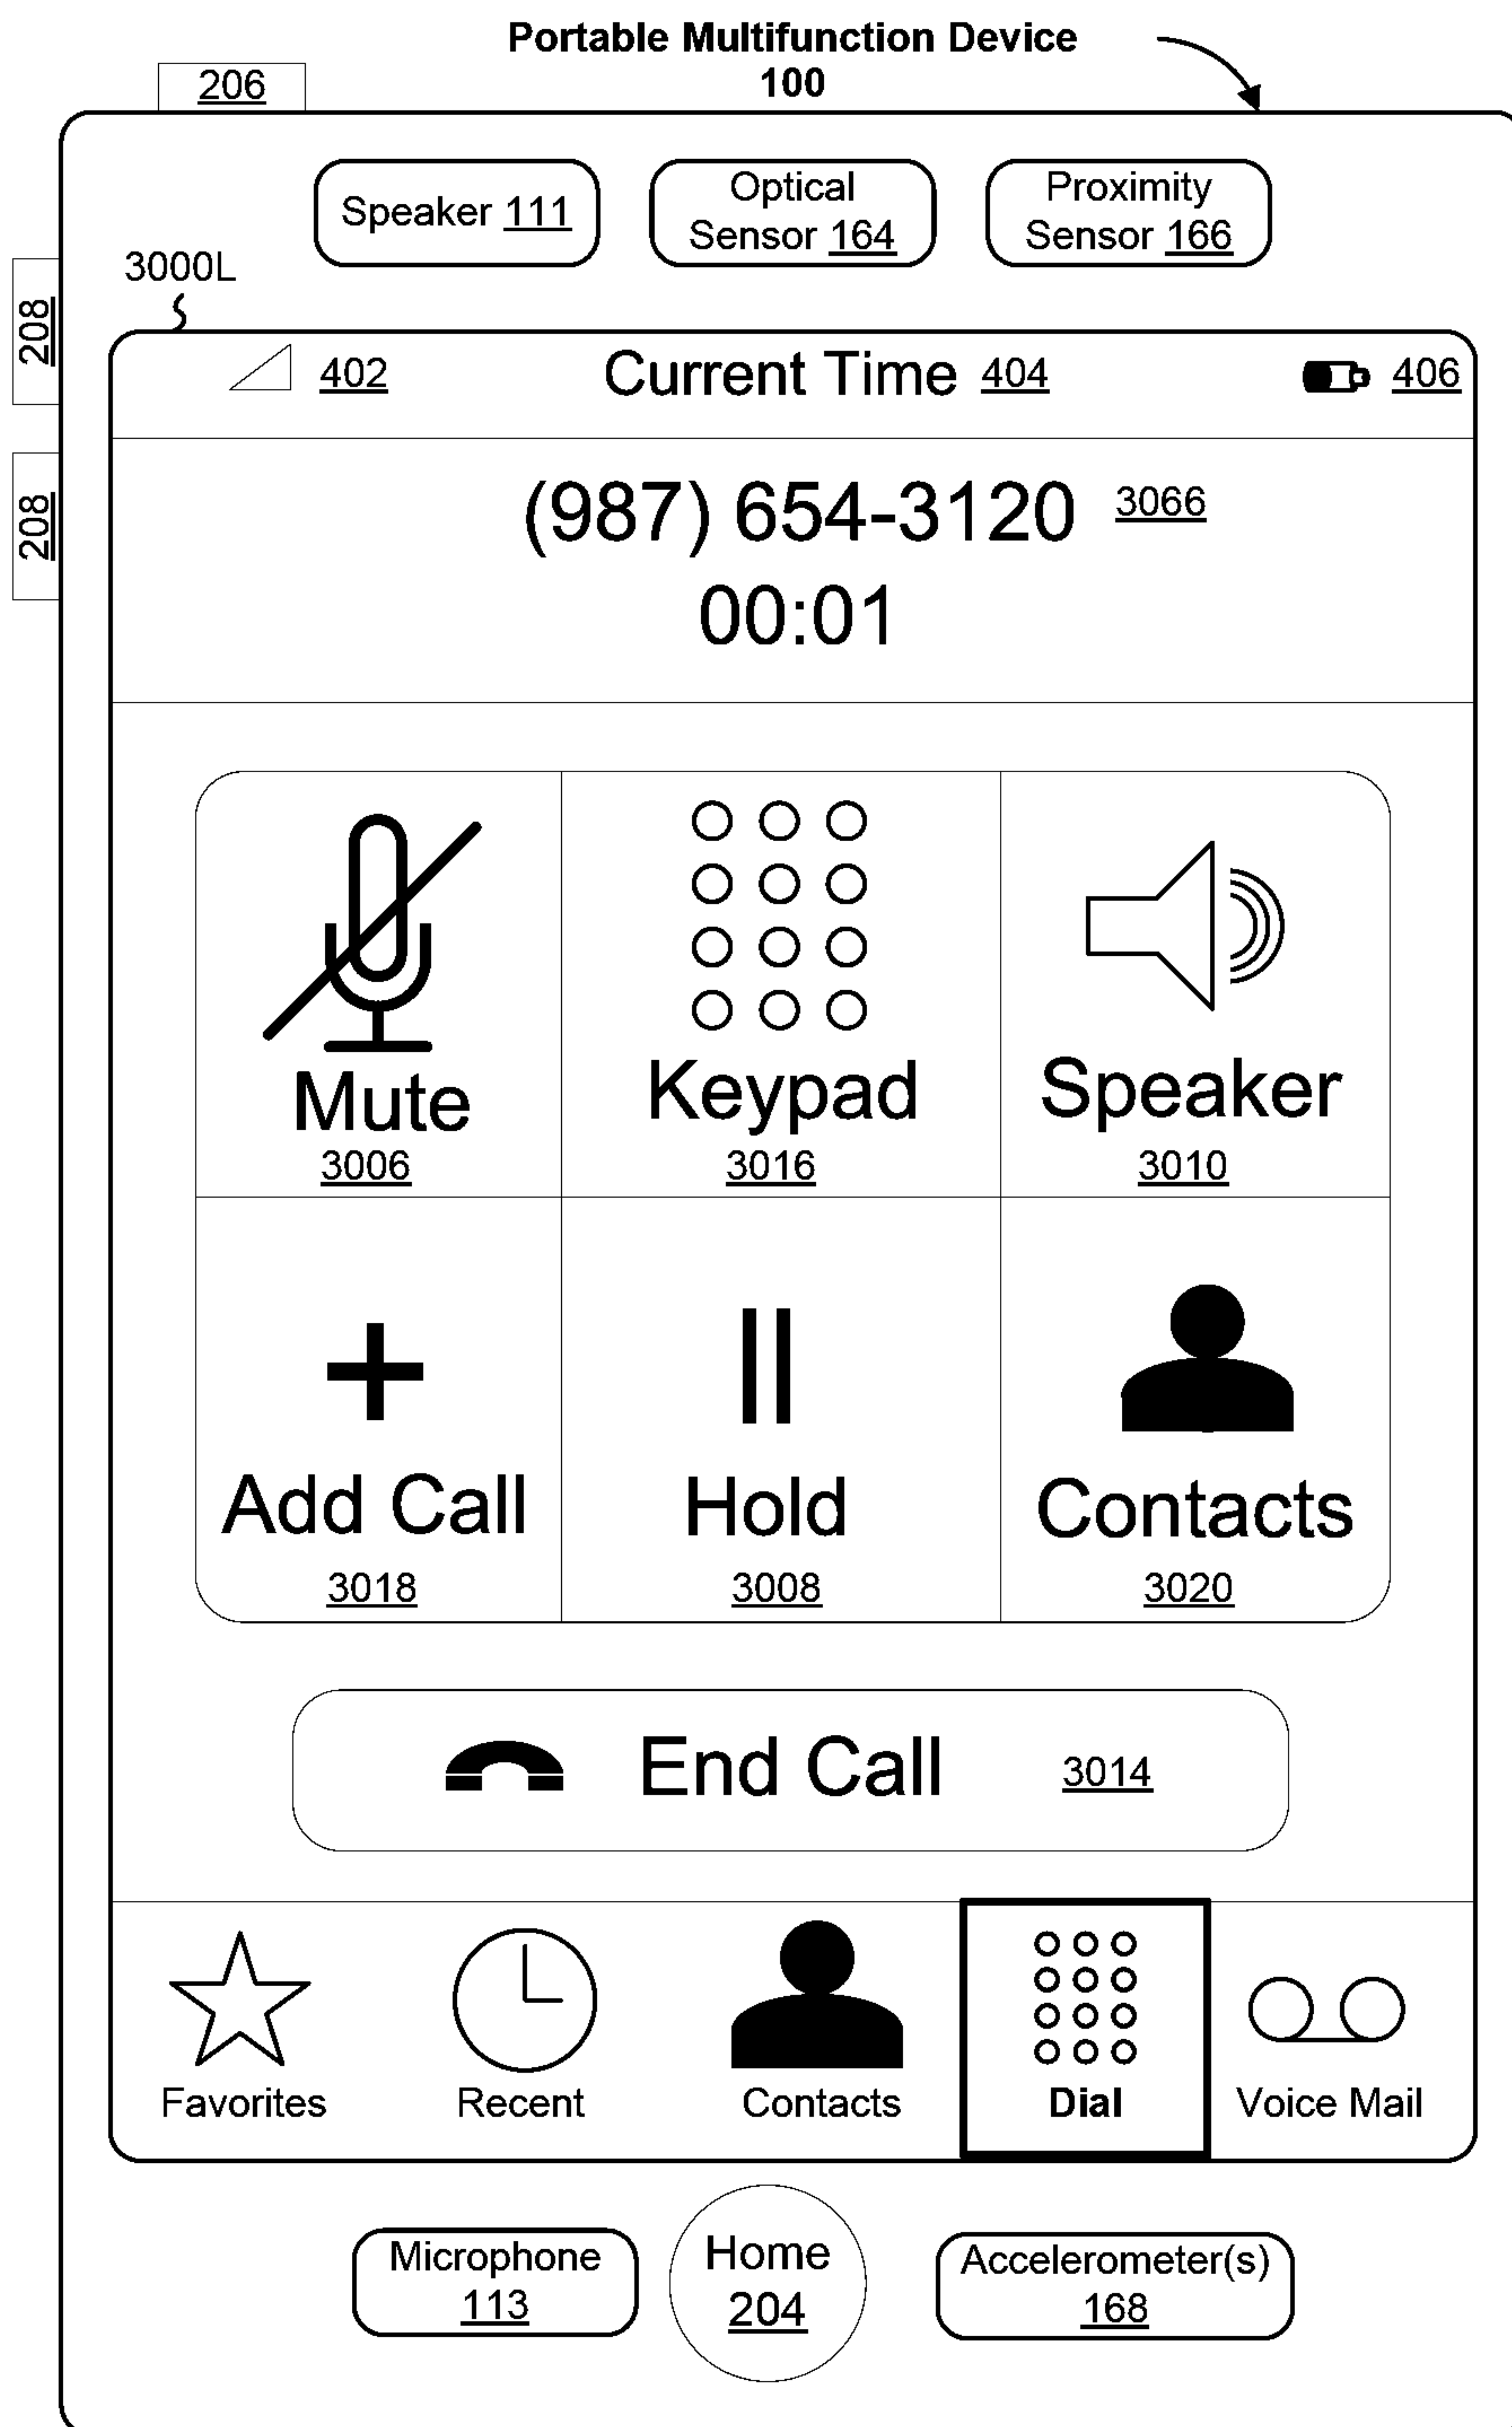 Portable Multifunction Device
100
206
Speaker 111
Optical
Sensor 164
Proximity
Sensor 166
3000L
208
208
402
Current Time 404
406
(987) 654-3120 3066
00:01
Mute
3006
Keypad
3016
Speaker
3010
Add Call
3018
Hold
3008
Contacts
3020
End Call 3014
Favorites
Recent
Contacts
Dial
Voice Mail
Microphone
113
Home
204
Accelerometer(s)
168